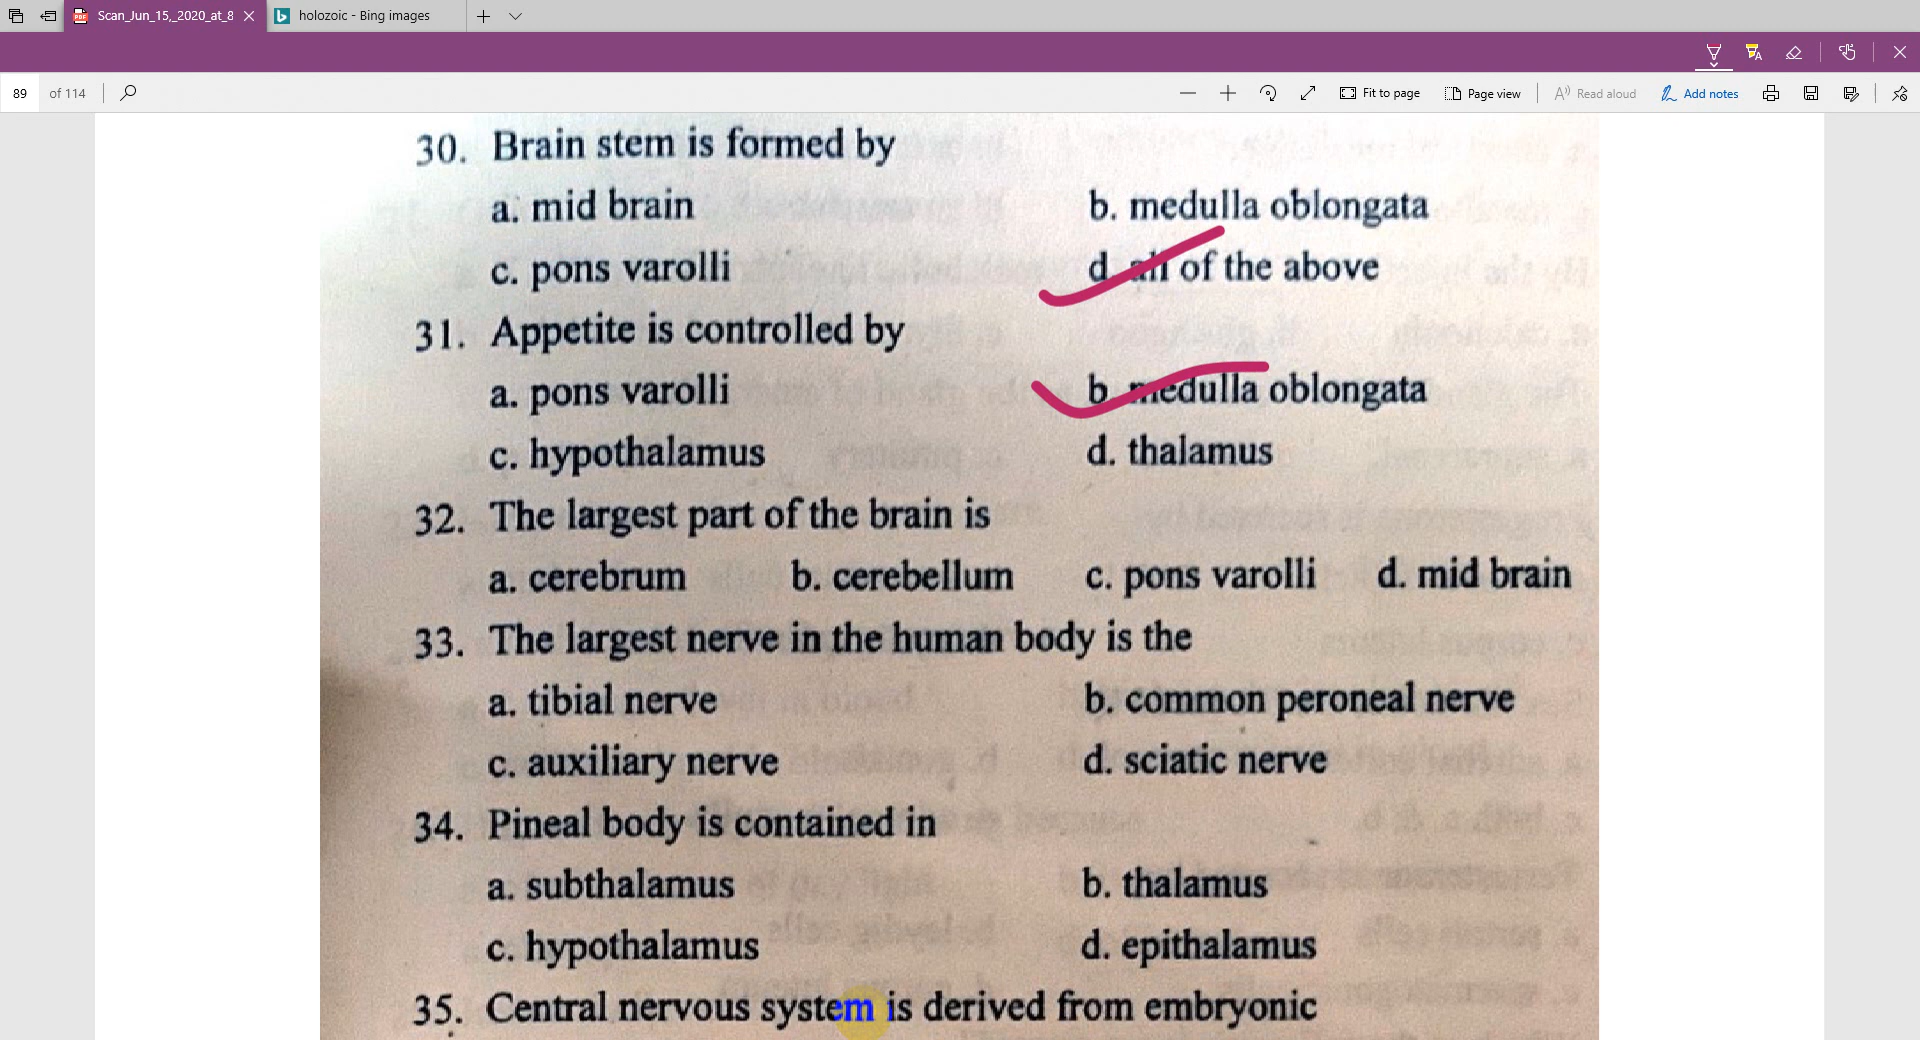 Scan_Jun_15,_2020_at_8
holozoic - Bing images
89 of 114
Fit to page
Page view
Read aloud
Add notes
30. Brain stem is formed by
a. mid brain b. medulla oblongata
c. pons varolli d. all of the above
31. Appetite is controlled by
a. pons varolli b. medulla oblongata
c. hypothalamus d. thalamus
32. The largest part of the brain is
a. cerebrum b. cerebellum c. pons varolli d. mid brain
33. The largest nerve in the human body is the
a. tibial nerve b. common peroneal nerve
c. auxiliary nerve d. sciatic nerve
34. Pineal body is contained in
a. subthalamus b. thalamus
c. hypothalamus d. epithalamus
35. Central nervous system is derived from embryonic